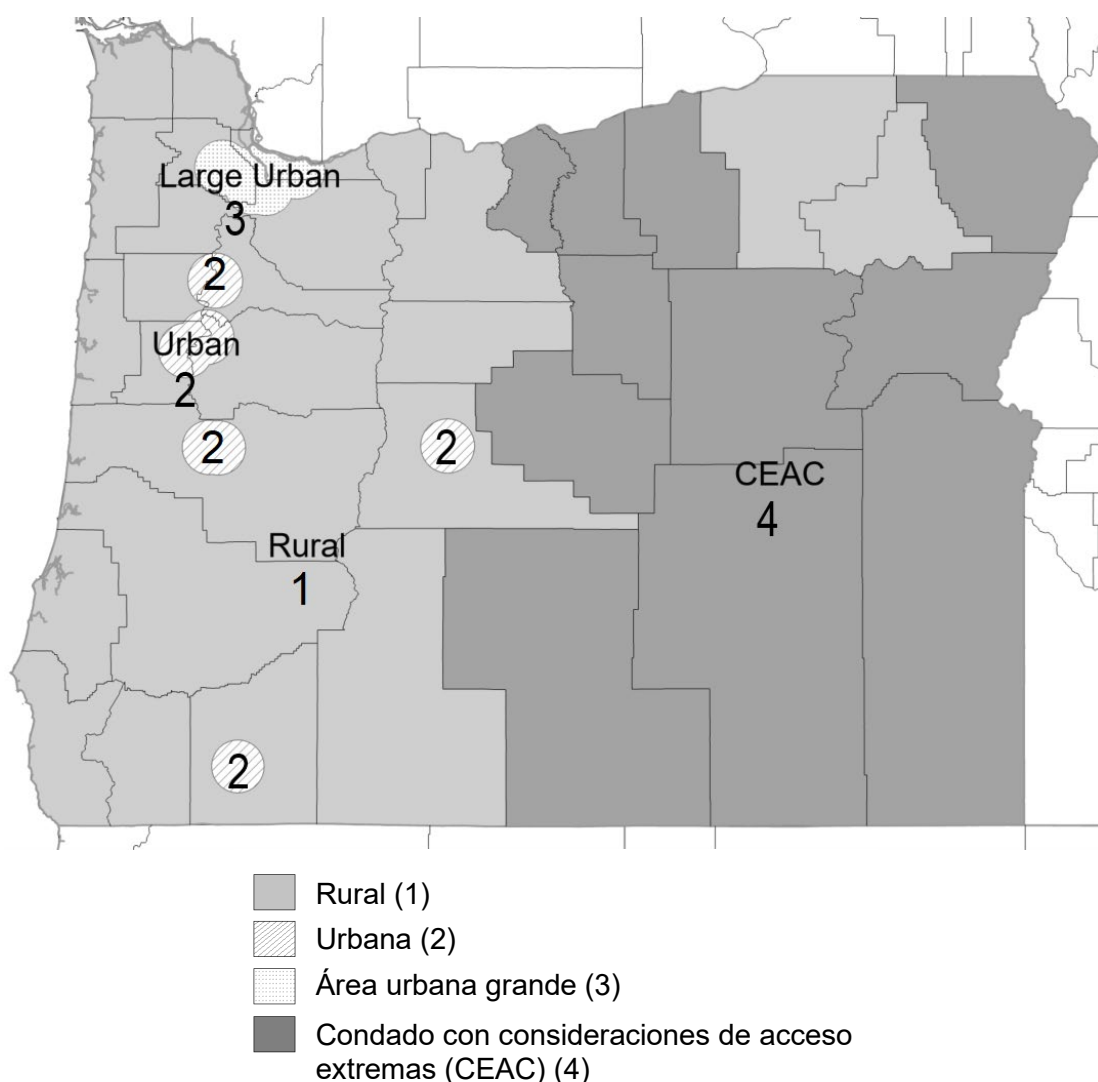 Large Urban
3
2
Urban
2
2
2
CEAC
4
Rural
1
2
Rural (1)
Urbana (2)
Área urbana grande (3)
Condado con consideraciones de acceso
extremas (CEAC) (4)